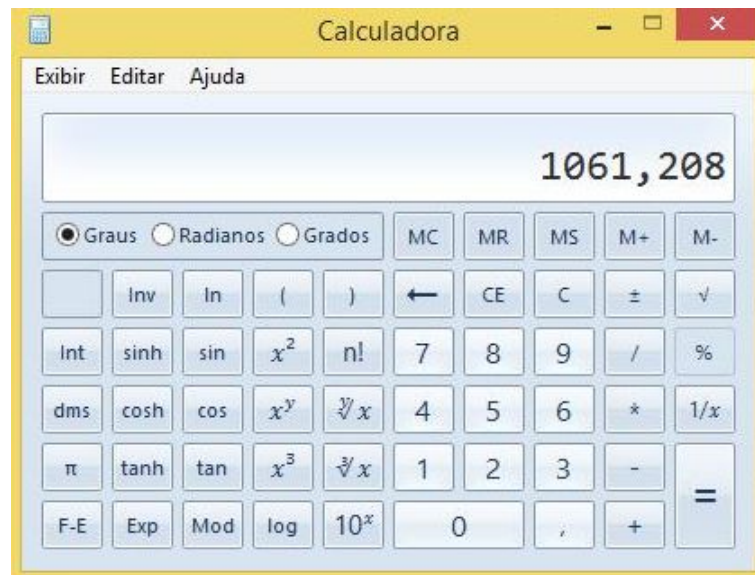 Calculadora
Exibir Editar Ajuda
1061,208
Graus Radianos Grados MC MR MS M+ M-
Inv In ( ) ← CE C ± √
Int sinh sin x² n! 7 8 9 / %
dms cosh cos xʸ ʸ√x 4 5 6 * 1/x
π tanh tan x³ ³√x 1 2 3 - =
F-E Exp Mod log 10ˣ 0 , +